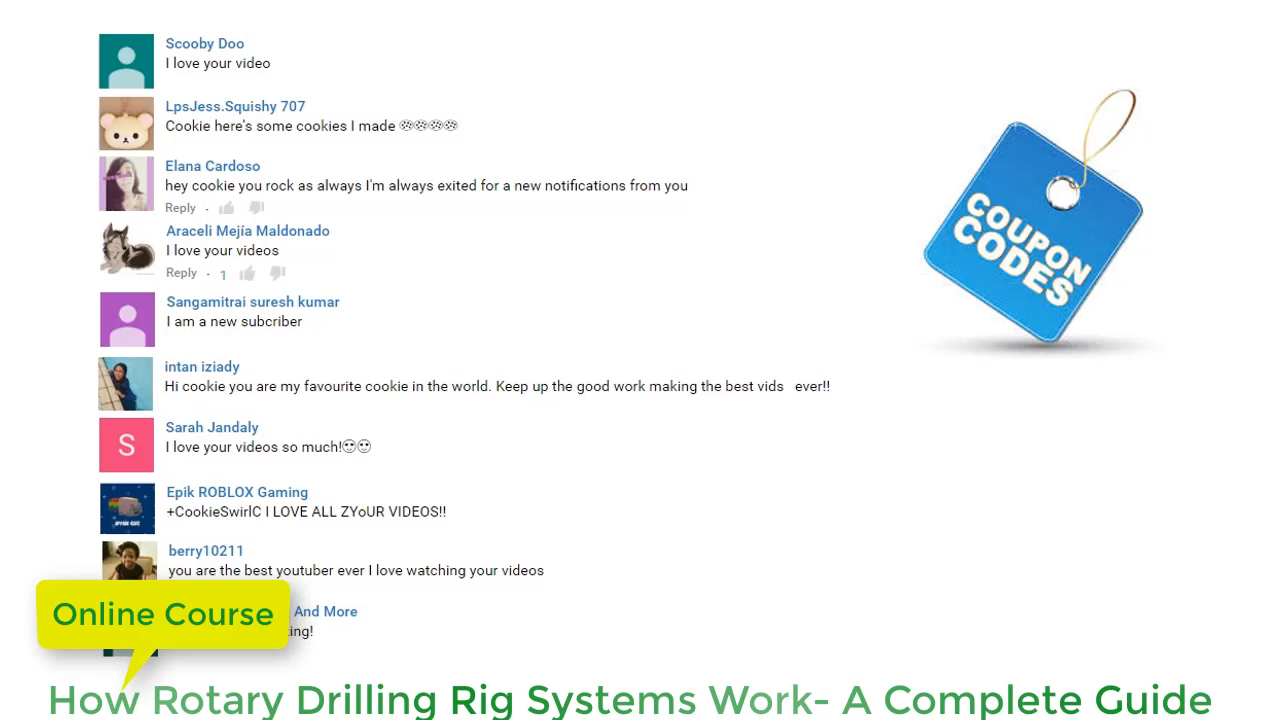 Scooby Doo
I love your video
LpsJess.Squishy 707
Cookie here's some cookies I made 🍪🍪🍪🍪
Elana Cardoso
hey cookie you rock as always I'm always exited for a new notifications from you
Reply ·
Araceli Mejía Maldonado
I love your videos
Reply · 1
Sangamitrai suresh kumar
I am a new subcriber
intan iziady
Hi cookie you are my favourite cookie in the world. Keep up the good work making the best vids ever!!
Sarah Jandaly
S
I love your videos so much!🙂🙂
Epik ROBLOX Gaming
+CookieSwirlC I LOVE ALL ZYoUR VIDEOS!!
berry10211
you are the best youtuber ever I love watching your videos
And More
Online Course
How Rotary Drilling Rig Systems Work- A Complete Guide
COUPON
CODES